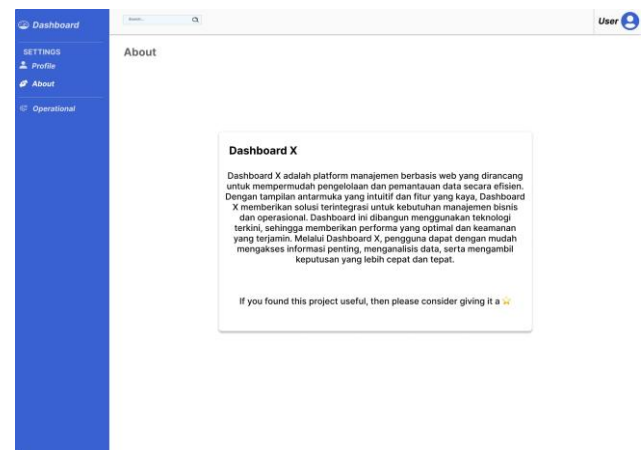 Dashboard
Search...
User
SETTINGS
Profile
About
Operational
About
Dashboard X
Dashboard X adalah platform manajemen berbasis web yang dirancang
untuk mempermudah pengelolaan dan pemantauan data secara efisien.
Dengan tampilan antarmuka yang intuitif dan fitur yang kaya, Dashboard
X memberikan solusi terintegrasi untuk kebutuhan manajemen bisnis
dan operasional. Dashboard ini dibangun menggunakan teknologi
terkini, sehingga memberikan performa yang optimal dan keamanan
yang terjamin. Melalui Dashboard X, pengguna dapat dengan mudah
mengakses informasi penting, menganalisis data, serta mengambil
keputusan yang lebih cepat dan tepat.
If you found this project useful, then please consider giving it a ⭐